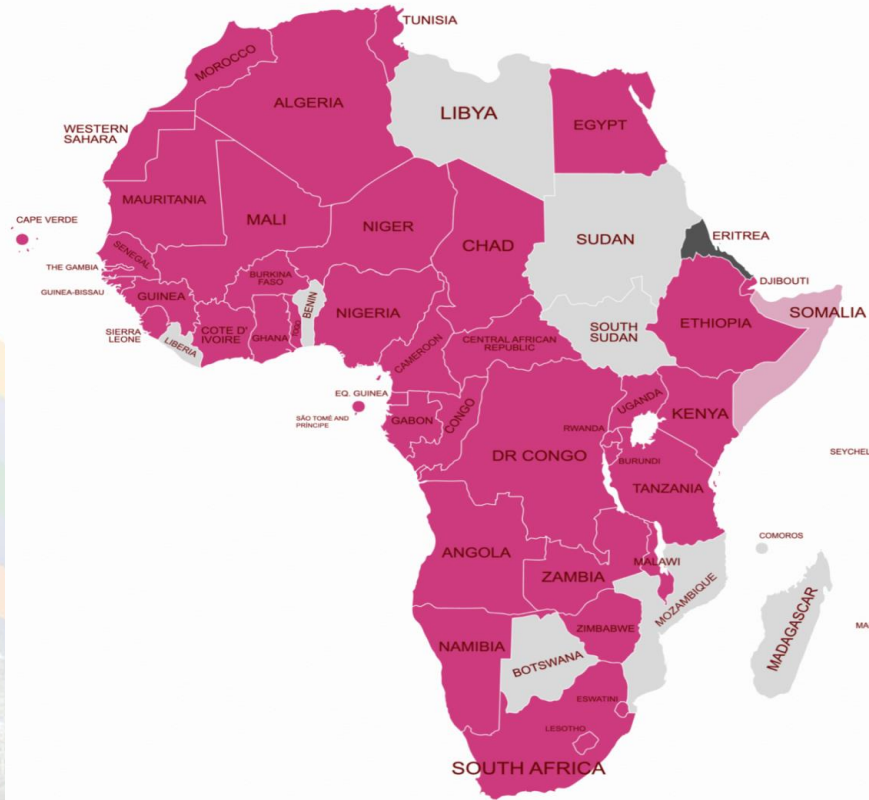 TUNISIA
MOROCCO
ALGERIA
LIBYA
EGYPT
WESTERN
SAHARA
MAURITANIA
MALI
NIGER
CHAD
SUDAN
ERITREA
CAPE VERDE
SENEGAL
THE GAMBIA
GUINEA-BISSAU
GUINEA
BURKINA
FASO
BENIN
NIGERIA
DJIBOUTI
SOMALIA
SIERRA
LEONE
LIBERIA
COTE D'
IVOIRE
GHANA
TOGO
CAMEROON
CENTRAL AFRICAN
REPUBLIC
SOUTH
SUDAN
ETHIOPIA
EQ. GUINEA
SÃO TOMÉ AND
PRÍNCIPE
GABON
CONGO
DR CONGO
UGANDA
KENYA
RWANDA
BURUNDI
TANZANIA
SEYCHEL
COMOROS
ANGOLA
ZAMBIA
MALAWI
MOZAMBIQUE
MADAGASCAR
MA
NAMIBIA
ZIMBABWE
BOTSWANA
ESWATINI
LESOTHO
SOUTH AFRICA